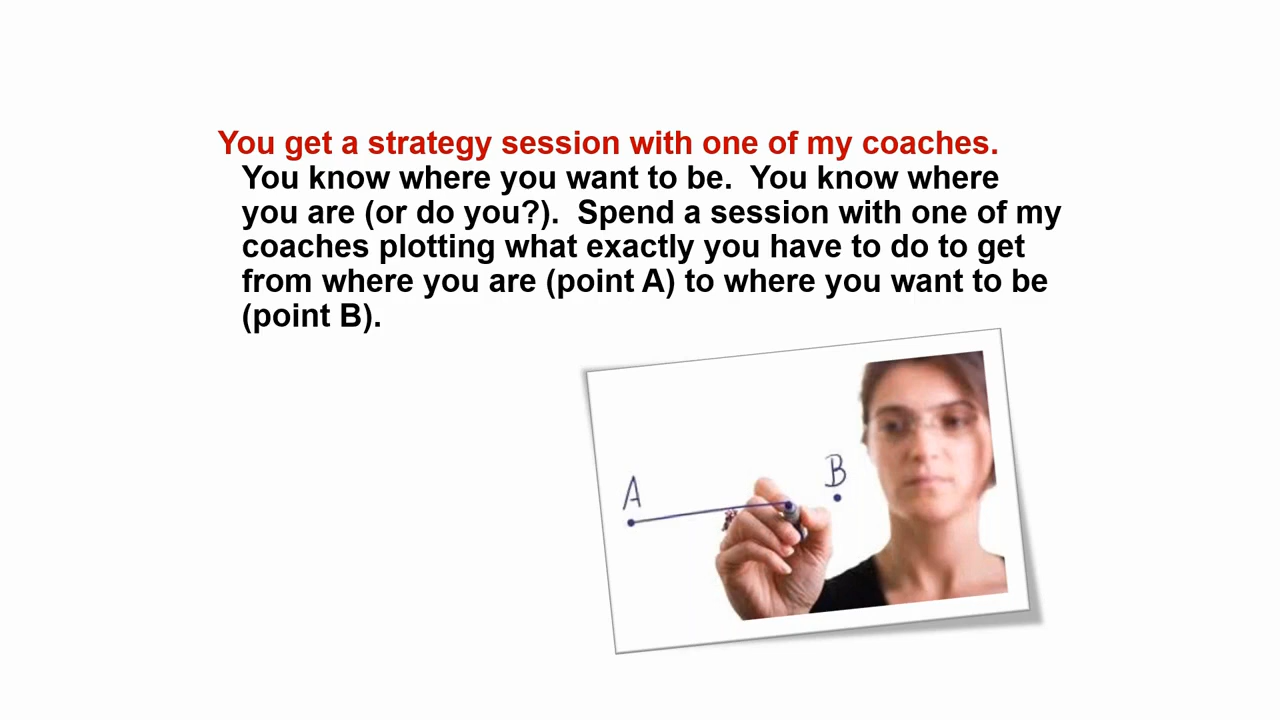 You get a strategy session with one of my coaches.
You know where you want to be.  You know where
you are (or do you?).  Spend a session with one of my
coaches plotting what exactly you have to do to get
from where you are (point A) to where you want to be
(point B).
A
B